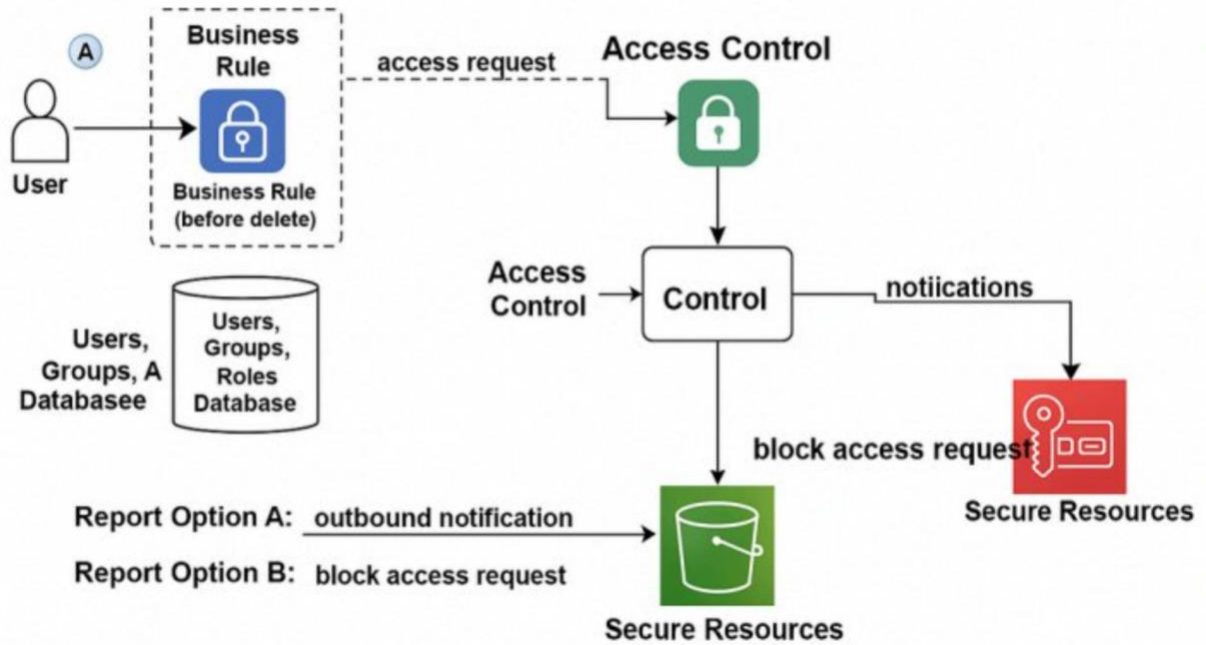 A
Business
Rule
Business Rule
(before delete)
User
access request
Access Control
Access
Control
Control
notiications
Users,
Groups, A
Databasee
Users,
Groups,
Roles
Database
block access request
Secure Resources
Report Option A: outbound notification
Report Option B: block access request
Secure Resources